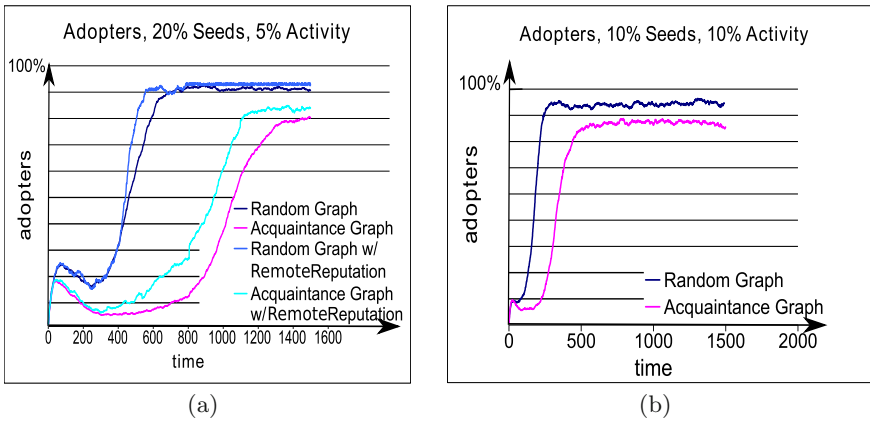 Adopters, 20% Seeds, 5% Activity
100%
adopters
Random Graph
Acquaintance Graph
Random Graph w/
RemoteReputation
Acquaintance Graph
w/RemoteReputation
0 200 400 600 800 1000 1200 1400 1600
time
(a)
Adopters, 10% Seeds, 10% Activity
100%
adopters
Random Graph
Acquaintance Graph
0 500 1000 1500 2000
time
(b)